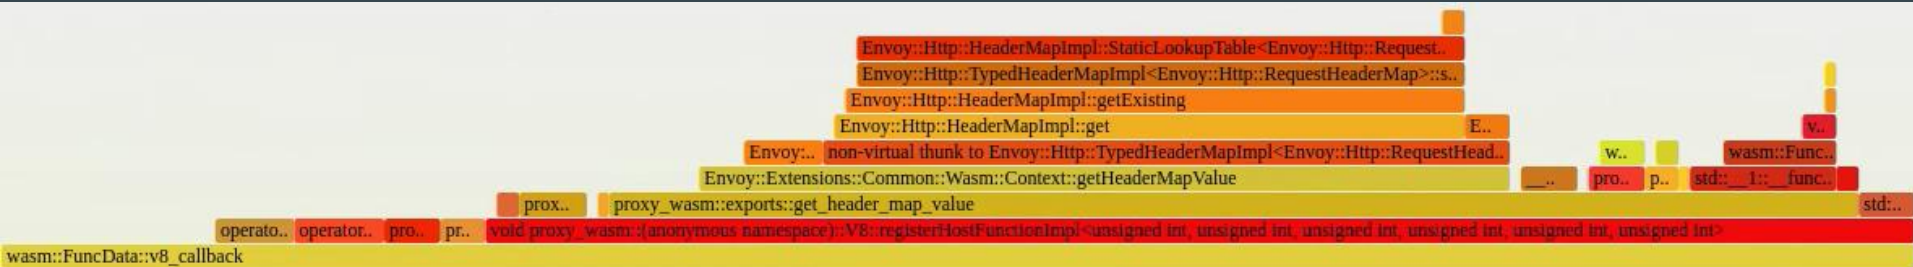 Envoy::Http::HeaderMapImpl::StaticLookupTable<Envoy::Http::Request..
Envoy::Http::TypedHeaderMapImpl<Envoy::Http::RequestHeaderMap>::s..
Envoy::Http::HeaderMapImpl::getExisting
v..
Envoy::Http::HeaderMapImpl::get
E..
Envoy:..
non-virtual thunk to Envoy::Http::TypedHeaderMapImpl<Envoy::Http::RequestHead..
w..
wasm::Func..
Envoy::Extensions::Common::Wasm::Context::getHeaderMapValue
__..
pro..
p..
std::__1::__func..
prox..
proxy_wasm::exports::get_header_map_value
std:..
operato..
operator..
pro..
pr..
void proxy_wasm::(anonymous namespace)::V8::registerHostFunctionImpl<unsigned int, unsigned int, unsigned int, unsigned int, unsigned int, unsigned int>
wasm::FuncData::v8_callback